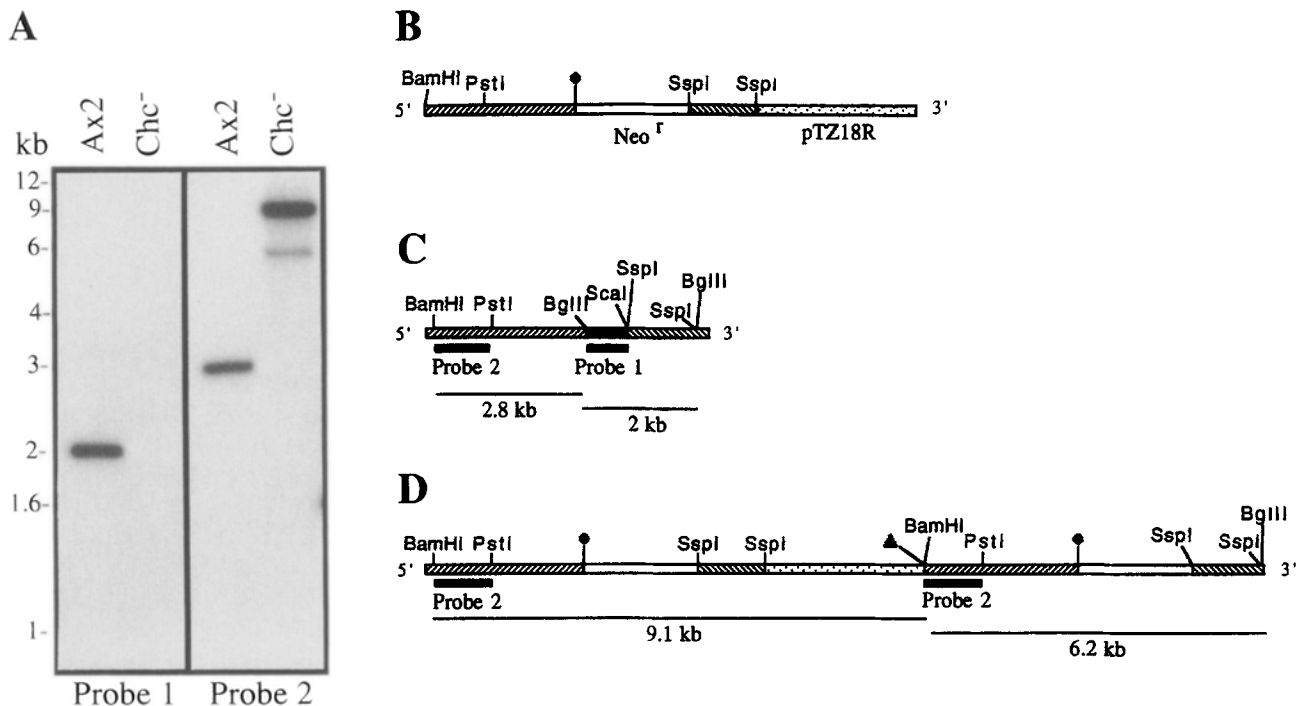 A
kb
Ax2
Chc-
Ax2
Chc-
12-
9-
6-
4-
3-
2-
1.6-
1-
Probe 1
Probe 2
B
BamHI PstI SspI SspI
5' 3'
Neo r pTZ18R
C
SspI
BglII
ScaI
BamHI PstI BglII SspI
5' 3'
Probe 2 Probe 1
2.8 kb
2 kb
D
BglII
BamHI
BamHI PstI SspI SspI PstI SspI SspI
5' 3'
Probe 2 Probe 2
9.1 kb
6.2 kb